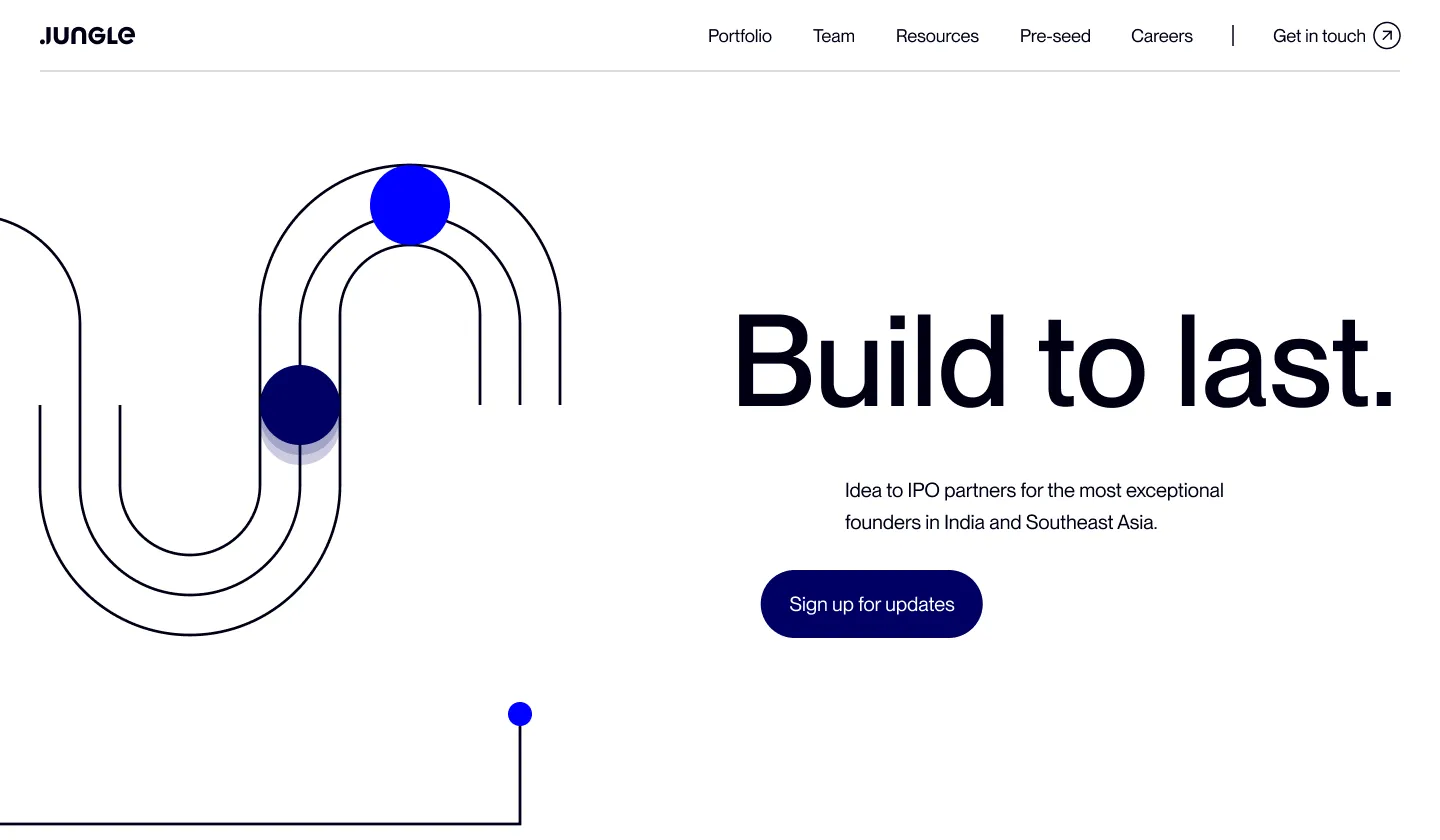 JUNGLE
Portfolio Team Resources Pre-seed Careers Get in touch
Build to last.
Idea to IPO partners for the most exceptional
founders in India and Southeast Asia.
Sign up for updates